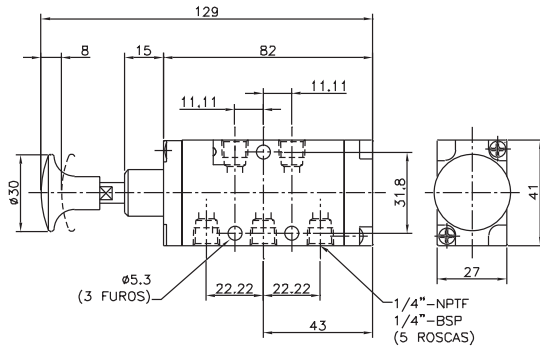 129
8
15
82
11.11
11.11
ø30
31.8
41
ø5.3
(3 FUROS)
22.22
22.22
27
1/4"-NPTF
1/4"-BSP
(5 ROSCAS)
43